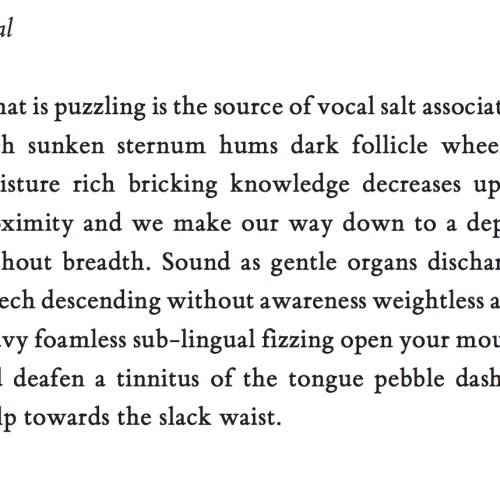 al
hat is puzzling is the source of vocal salt associat
h sunken sternum hums dark follicle whee
isture rich bricking knowledge decreases up
ximity and we make our way down to a dep
hout breadth. Sound as gentle organs dischar
ech descending without awareness weightless a
vy foamless sub-lingual fizzing open your mou
deafen a tinnitus of the tongue pebble dash
lp towards the slack waist.